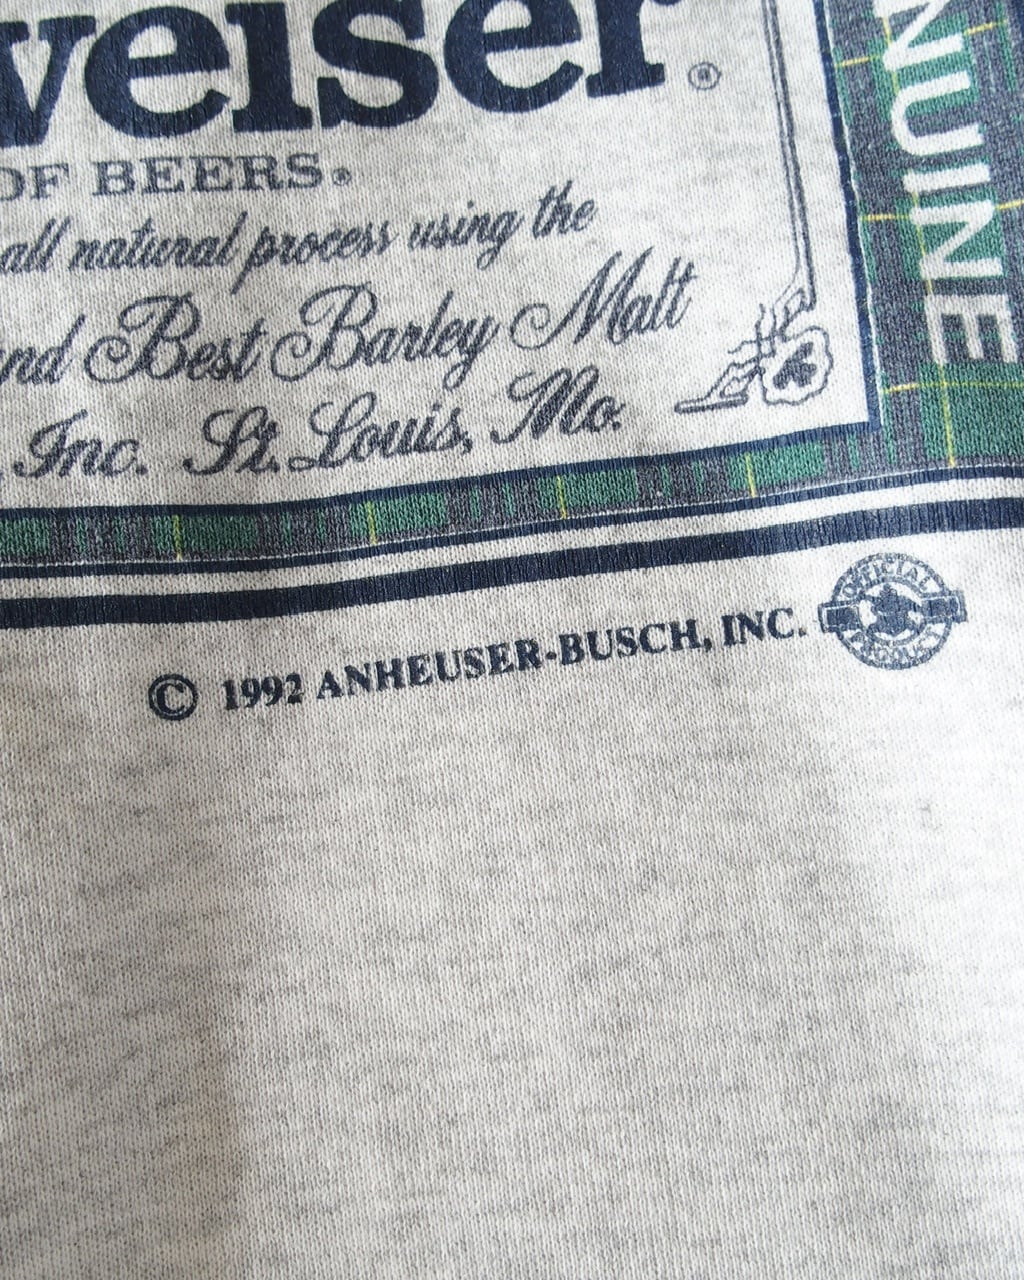 weiser®
OF BEERS®
all natural process using the
nd Best Barley Malt
, Inc. St. Louis, Mo.
NUINE
© 1992 ANHEUSER-BUSCH, INC.
OFFICIAL
PRODUCT